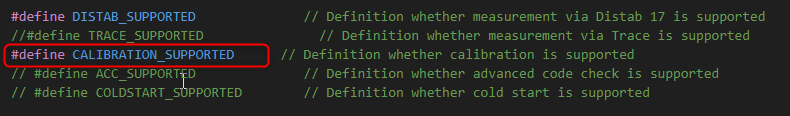 #define DISTAB_SUPPORTED // Definition whether measurement via Distab 17 is supported
//#define TRACE_SUPPORTED // Definition whether measurement via Trace is supported
#define CALIBRATION_SUPPORTED // Definition whether calibration is supported
// #define ACC_SUPPORTED // Definition whether advanced code check is supported
// #define COLDSTART_SUPPORTED // Definition whether cold start is supported